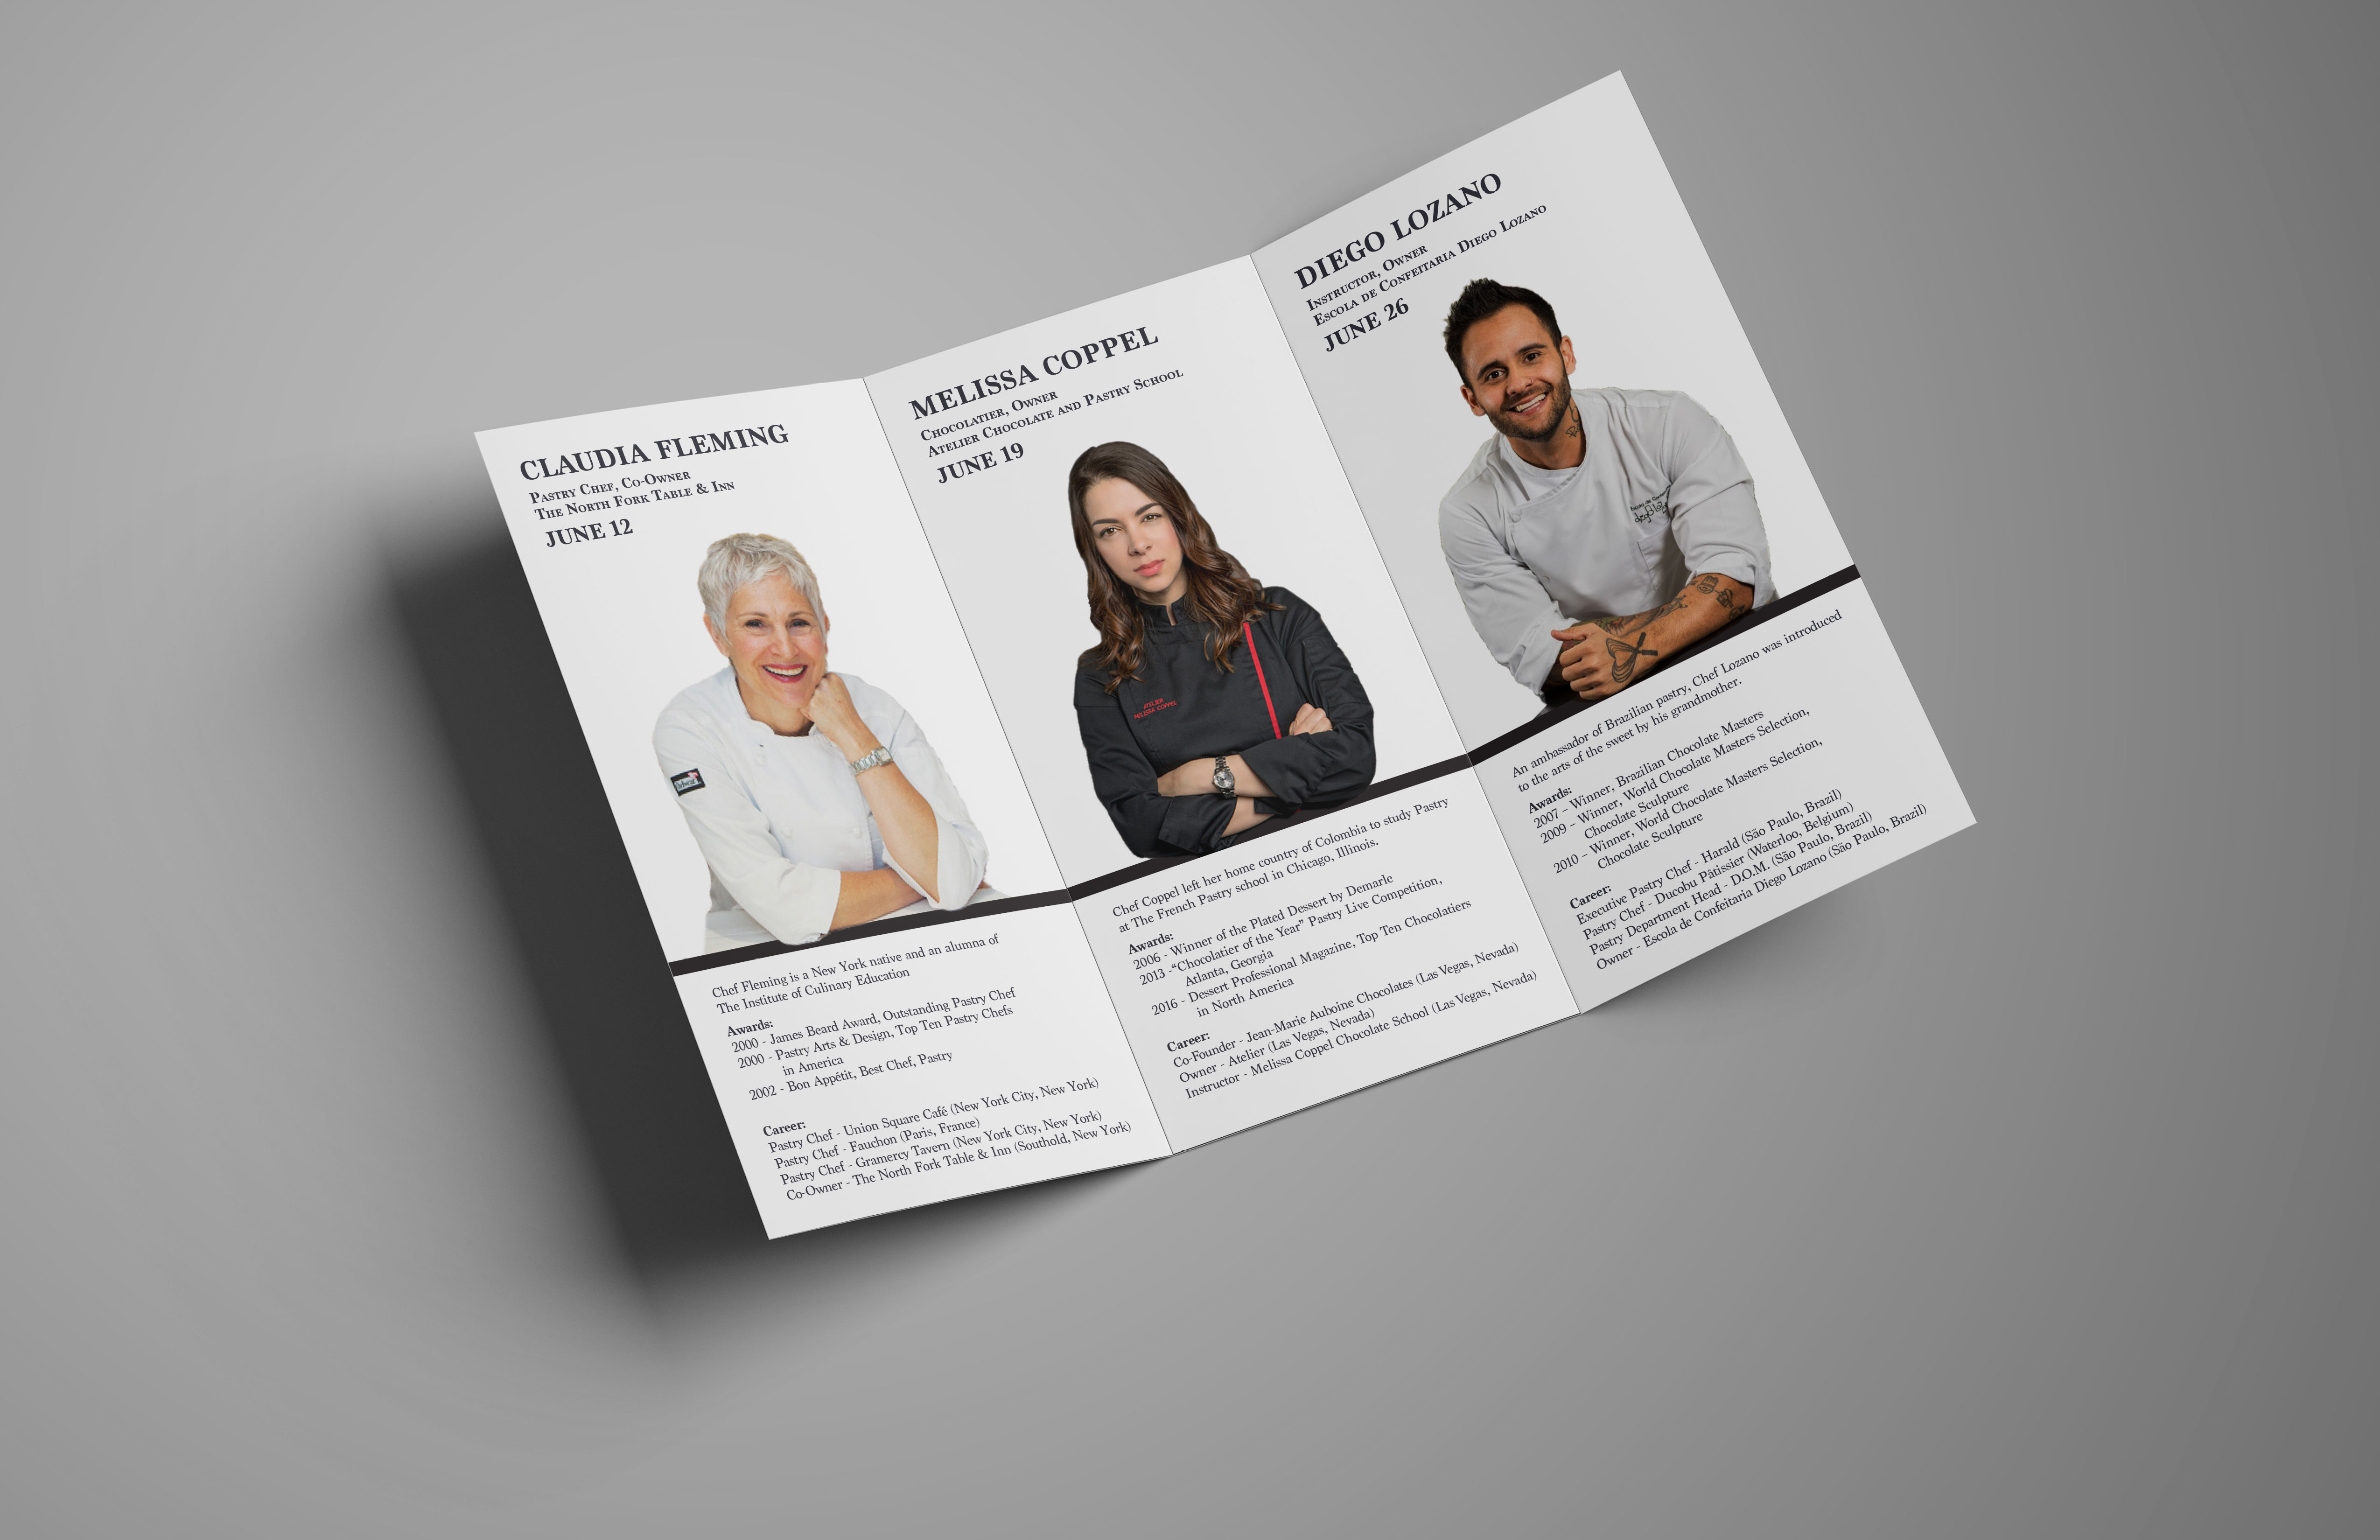 CLAUDIA FLEMING
Pastry Chef, Co-Owner
The North Fork Table & Inn
JUNE 12
Chef Fleming is a New York native and an alumna of
The Institute of Culinary Education
Awards:
2000 - James Beard Award, Outstanding Pastry Chef
2000 - Pastry Arts & Design, Top Ten Pastry Chefs
in America
2002 - Bon Appétit, Best Chef, Pastry
Career:
Pastry Chef - Union Square Café (New York City, New York)
Pastry Chef - Fauchon (Paris, France)
Pastry Chef - Gramercy Tavern (New York City, New York)
Co-Owner - The North Fork Table & Inn (Southold, New York)
MELISSA COPPEL
Chocolatier, Owner
Atelier Chocolate and Pastry School
JUNE 19
ATELIER
MELISSA COPPEL
Chef Coppel left her home country of Colombia to study Pastry
at The French Pastry school in Chicago, Illinois.
Awards:
2006 - Winner of the Plated Dessert by Demarle
2013 -“Chocolatier of the Year” Pastry Live Competition,
Atlanta, Georgia
2016 - Dessert Professional Magazine, Top Ten Chocolatiers
in North America
Career:
Co-Founder - Jean-Marie Auboine Chocolates (Las Vegas, Nevada)
Owner - Atelier (Las Vegas, Nevada)
Instructor - Melissa Coppel Chocolate School (Las Vegas, Nevada)
DIEGO LOZANO
Instructor, Owner
Escola de Confeitaria Diego Lozano
JUNE 26
An ambassador of Brazilian pastry, Chef Lozano was introduced
to the arts of the sweet by his grandmother.
Awards:
2007 – Winner, Brazilian Chocolate Masters
2009 – Winner, World Chocolate Masters Selection,
Chocolate Sculpture
2010 – Winner, World Chocolate Masters Selection,
Chocolate Sculpture
Career:
Executive Pastry Chef - Harald (São Paulo, Brazil)
Pastry Chef - Ducobu Pâtissier (Waterloo, Belgium)
Pastry Department Head - D.O.M. (São Paulo, Brazil)
Owner - Escola de Confeitaria Diego Lozano (São Paulo, Brazil)